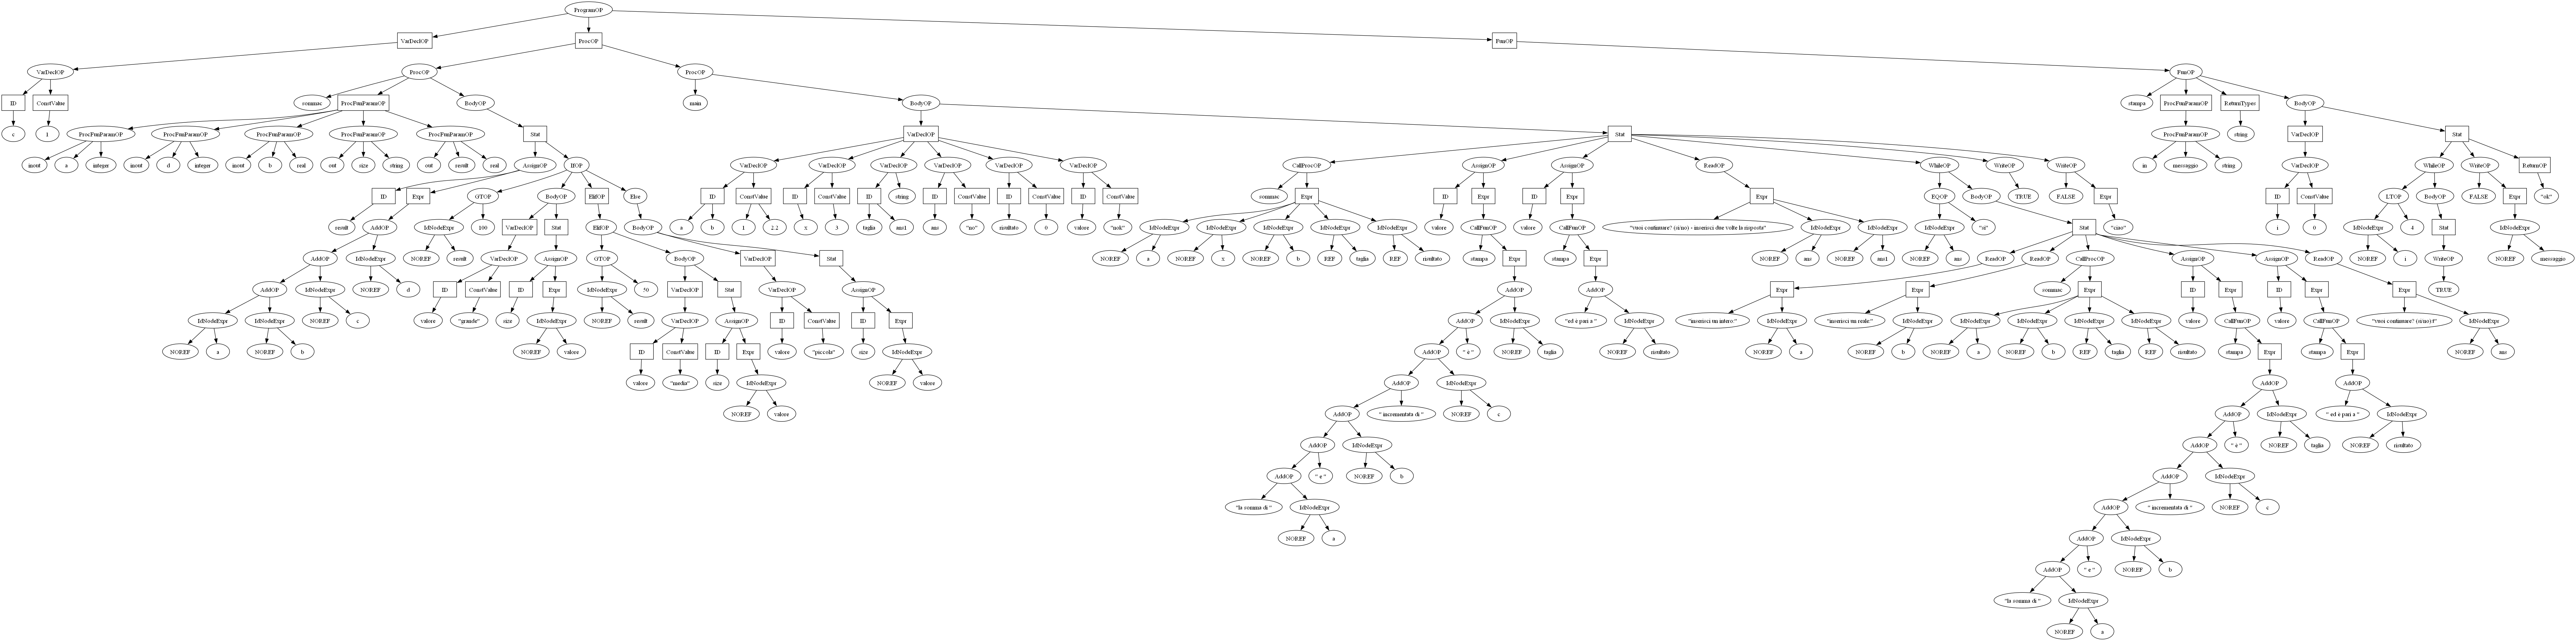 ProgramOP
VarDeclOP ProcOP FunOP
VarDeclOP ProcOP ProcOP FunOP
ID ConstValue sommac ProcFunParamOP BodyOP main BodyOP stampa ProcFunParamOP ReturnTypes BodyOP
c 1 ProcFunParamOP ProcFunParamOP ProcFunParamOP ProcFunParamOP ProcFunParamOP Stat VarDeclOP Stat ProcFunParamOP string VarDeclOP Stat
inout a integer inout d integer inout b real out size string out result real AssignOP IfOP VarDeclOP VarDeclOP VarDeclOP VarDeclOP VarDeclOP VarDeclOP CallProcOP AssignOP AssignOP ReadOP WhileOP WriteOP WriteOP in messaggio string VarDeclOP WhileOP WriteOP ReturnOP
ID Expr GTOP BodyOP ElifOP Else ID ConstValue ID ConstValue ID string ID ConstValue ID ConstValue ID ConstValue sommac Expr ID Expr ID Expr Expr EQOP BodyOP TRUE FALSE Expr ID ConstValue LTOP BodyOP FALSE Expr "ok"
result AddOP IdNodeExpr 100 VarDeclOP Stat ElifOP BodyOP a b 1 2.2 x 3 taglia ans1 ans "no" risultato 0 valore "nok" IdNodeExpr IdNodeExpr IdNodeExpr IdNodeExpr IdNodeExpr valore CallFunOP valore CallFunOP "vuoi continuare? (si/no) - inserisci due volte la risposta" IdNodeExpr IdNodeExpr IdNodeExpr "si" Stat "ciao" i 0 IdNodeExpr 4 Stat IdNodeExpr
AddOP IdNodeExpr NOREF result VarDeclOP AssignOP GTOP BodyOP VarDeclOP Stat NOREF a NOREF x NOREF b REF taglia REF risultato stampa Expr stampa Expr NOREF ans NOREF ans1 NOREF ans ReadOP ReadOP CallProcOP AssignOP AssignOP ReadOP NOREF i WriteOP NOREF messaggio
AddOP IdNodeExpr NOREF d ID ConstValue ID Expr IdNodeExpr 50 VarDeclOP Stat VarDeclOP AssignOP AddOP AddOP Expr Expr sommac Expr ID Expr ID Expr Expr TRUE
IdNodeExpr IdNodeExpr NOREF c valore "grande" size IdNodeExpr NOREF result VarDeclOP AssignOP ID ConstValue ID Expr AddOP IdNodeExpr "ed è pari a " IdNodeExpr "inserisci un intero:" IdNodeExpr "inserisci un reale:" IdNodeExpr IdNodeExpr IdNodeExpr IdNodeExpr IdNodeExpr valore CallFunOP valore CallFunOP IdNodeExpr
NOREF a NOREF b NOREF valore ID ConstValue ID Expr valore "piccola" size IdNodeExpr AddOP " è " NOREF taglia NOREF risultato NOREF a NOREF b NOREF a NOREF b REF taglia REF risultato stampa Expr stampa Expr NOREF ans
valore "media" size IdNodeExpr NOREF valore AddOP IdNodeExpr AddOP AddOP
NOREF valore AddOP " incrementata di " NOREF c AddOP IdNodeExpr " ed è pari a " IdNodeExpr
AddOP IdNodeExpr AddOP " è " NOREF taglia NOREF risultato
AddOP " e " NOREF b AddOP IdNodeExpr
"la somma di " IdNodeExpr AddOP " incrementata di " NOREF c
NOREF a AddOP IdNodeExpr
AddOP " e " NOREF b
"la somma di " IdNodeExpr
NOREF a